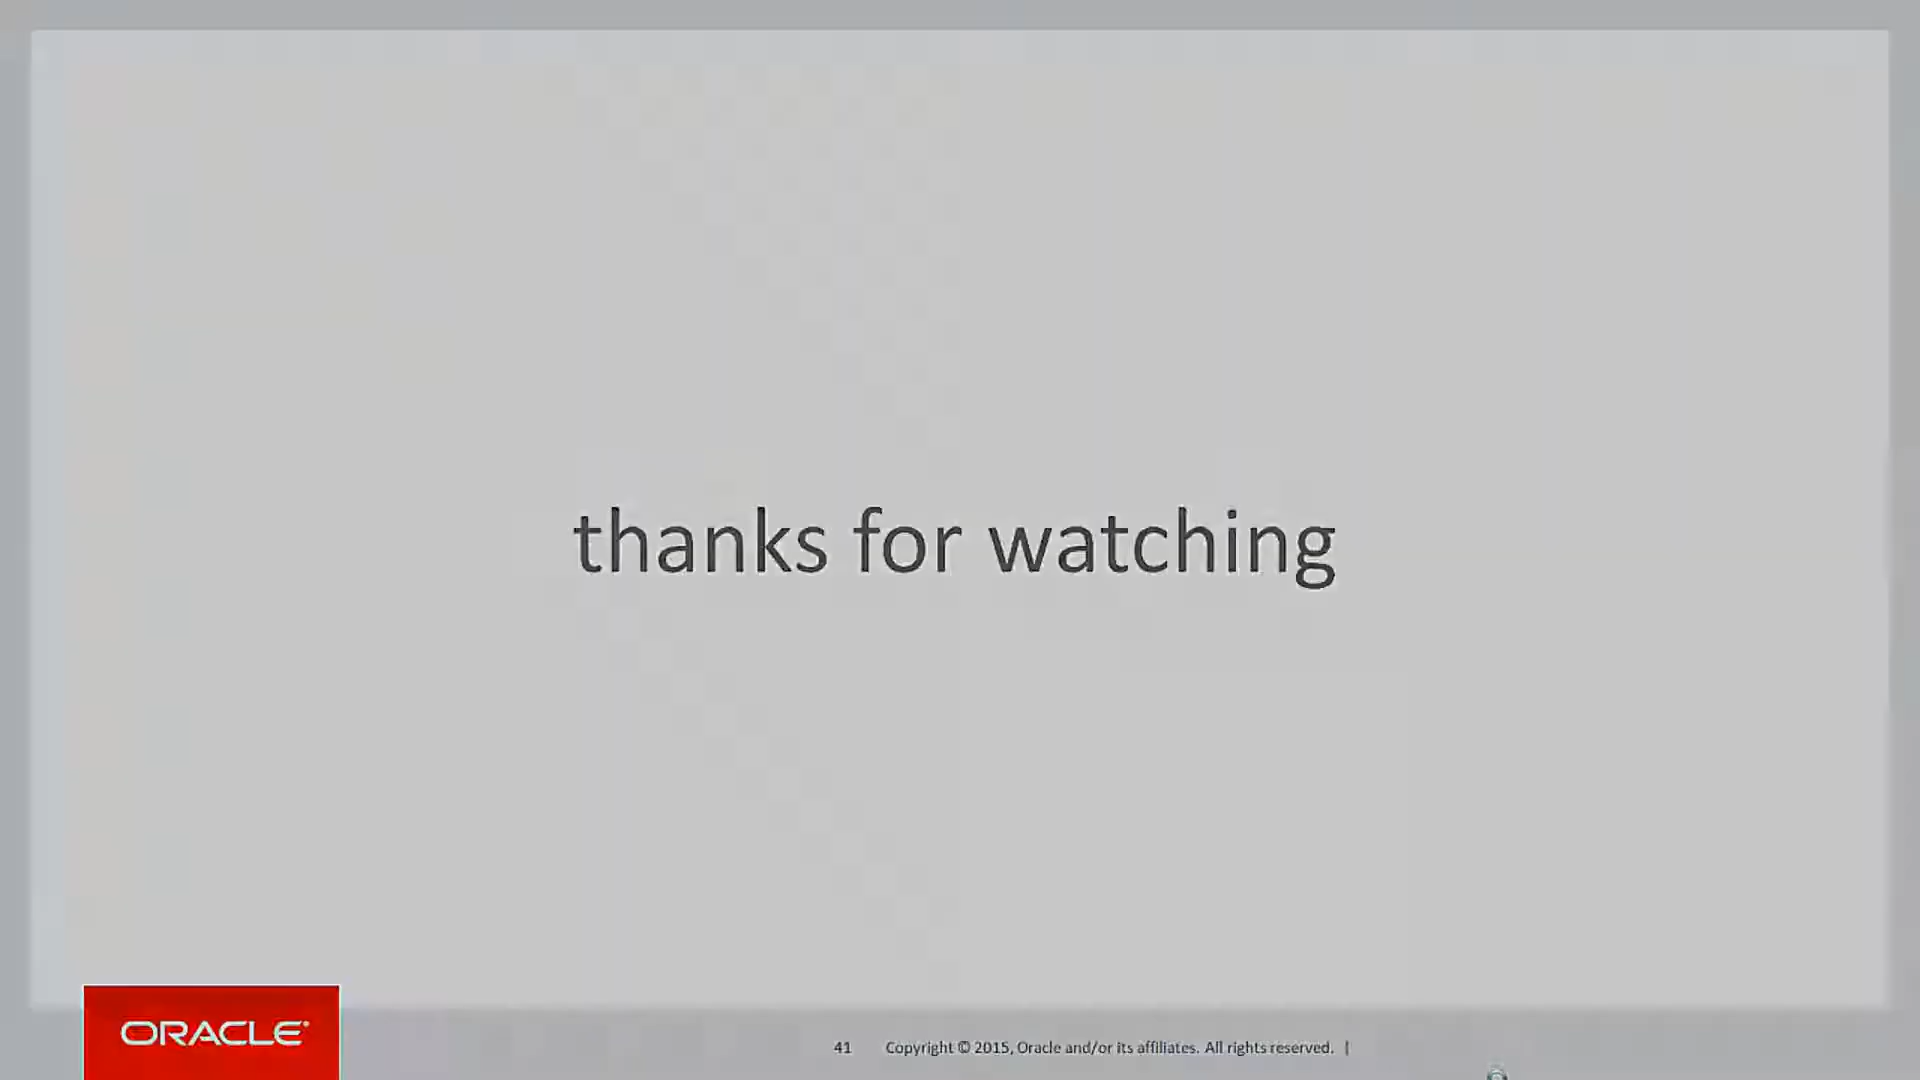 thanks for watching
ORACLE
41 Copyright © 2015, Oracle and/or its affiliates. All rights reserved. |